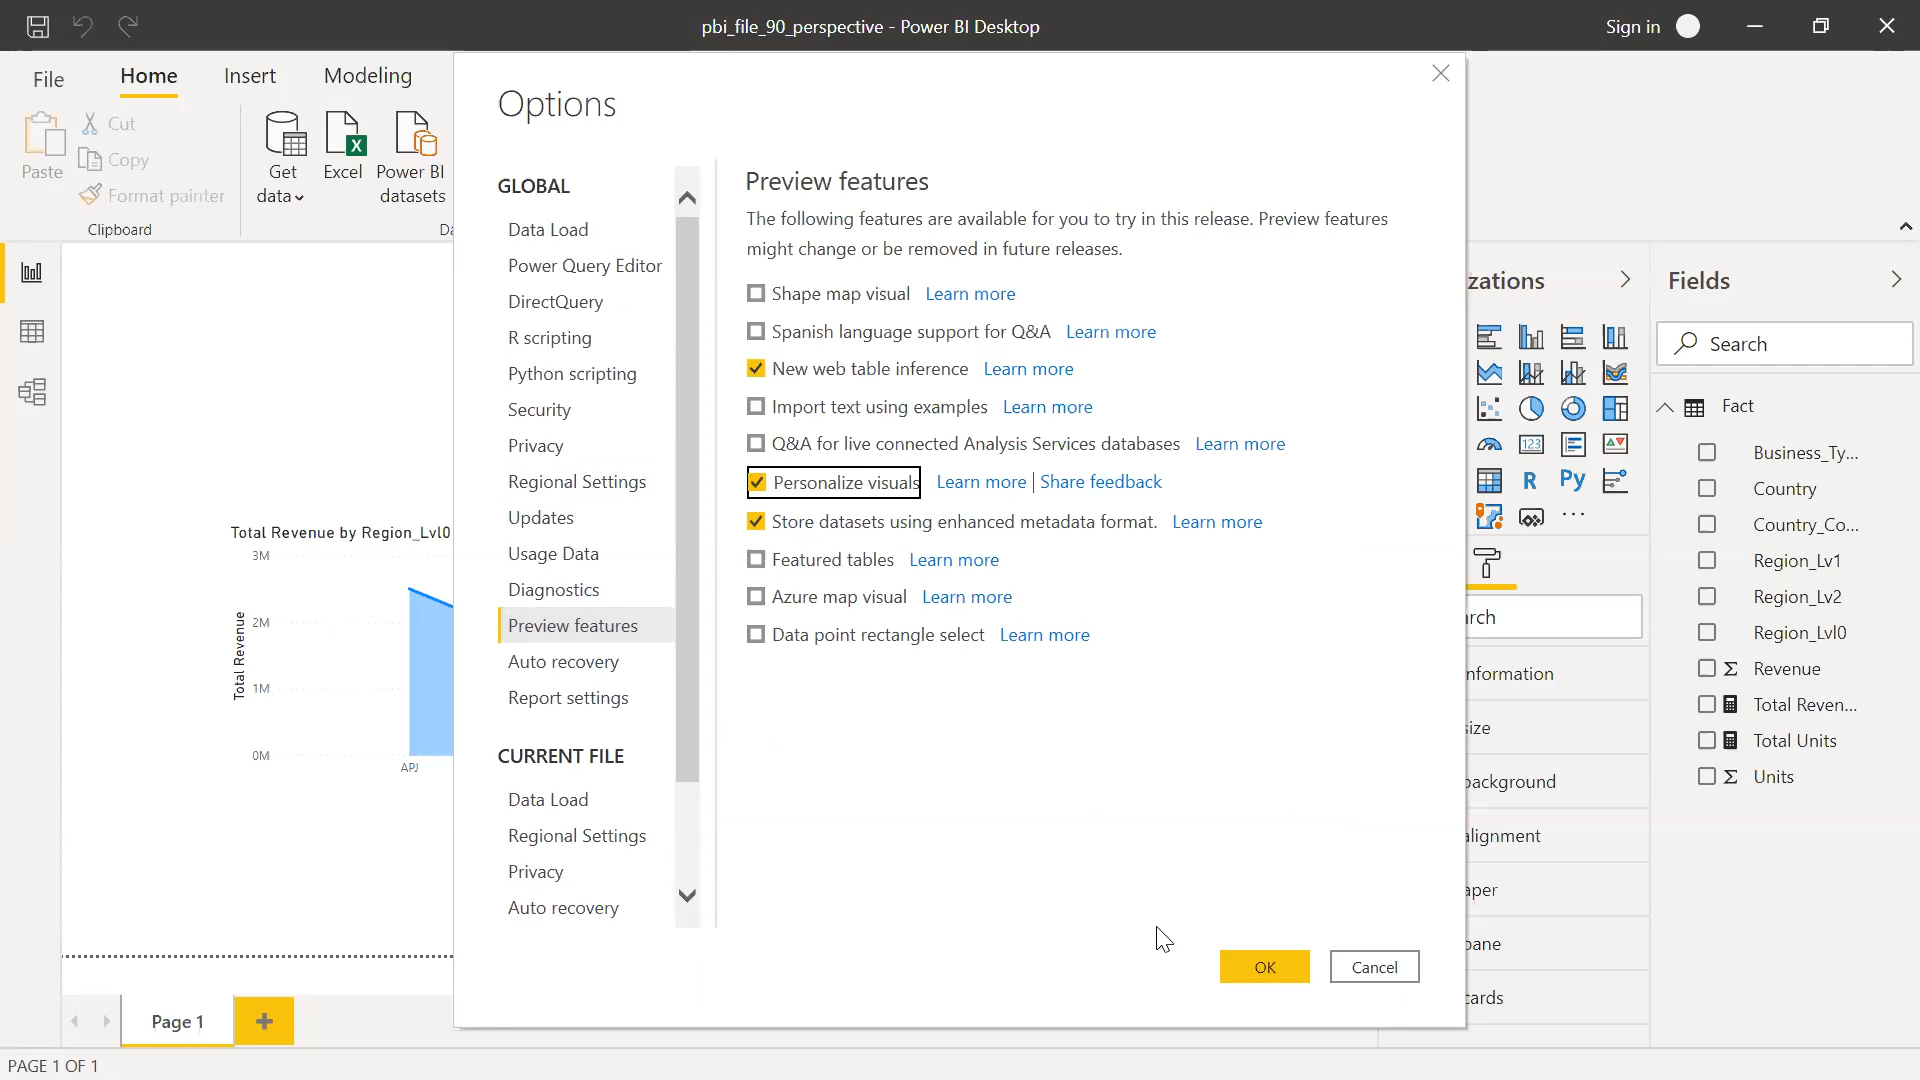 pbi_file_90_perspective - Power BI Desktop
Sign in
File
Home
Insert
Modeling
Paste
Cut
Copy
Format painter
Clipboard
Get
data
Excel
Power BI
datasets
Da
Total Revenue by Region_Lvl0
Total Revenue
3M
2M
1M
0M
APJ
Page 1
PAGE 1 OF 1
Options
GLOBAL
Data Load
Power Query Editor
DirectQuery
R scripting
Python scripting
Security
Privacy
Regional Settings
Updates
Usage Data
Diagnostics
Preview features
Auto recovery
Report settings
CURRENT FILE
Data Load
Regional Settings
Privacy
Auto recovery
Preview features
The following features are available for you to try in this release. Preview features
might change or be removed in future releases.
Shape map visual Learn more
Spanish language support for Q&A Learn more
New web table inference Learn more
Import text using examples Learn more
Q&A for live connected Analysis Services databases Learn more
Personalize visuals Learn more | Share feedback
Store datasets using enhanced metadata format. Learn more
Featured tables Learn more
Azure map visual Learn more
Data point rectangle select Learn more
OK
Cancel
zations
123
R
Py
...
rch
nformation
size
background
alignment
aper
pane
cards
Fields
Search
Fact
Business_Ty...
Country
Country_Co...
Region_Lv1
Region_Lv2
Region_Lvl0
Σ Revenue
Total Reven...
Total Units
Σ Units